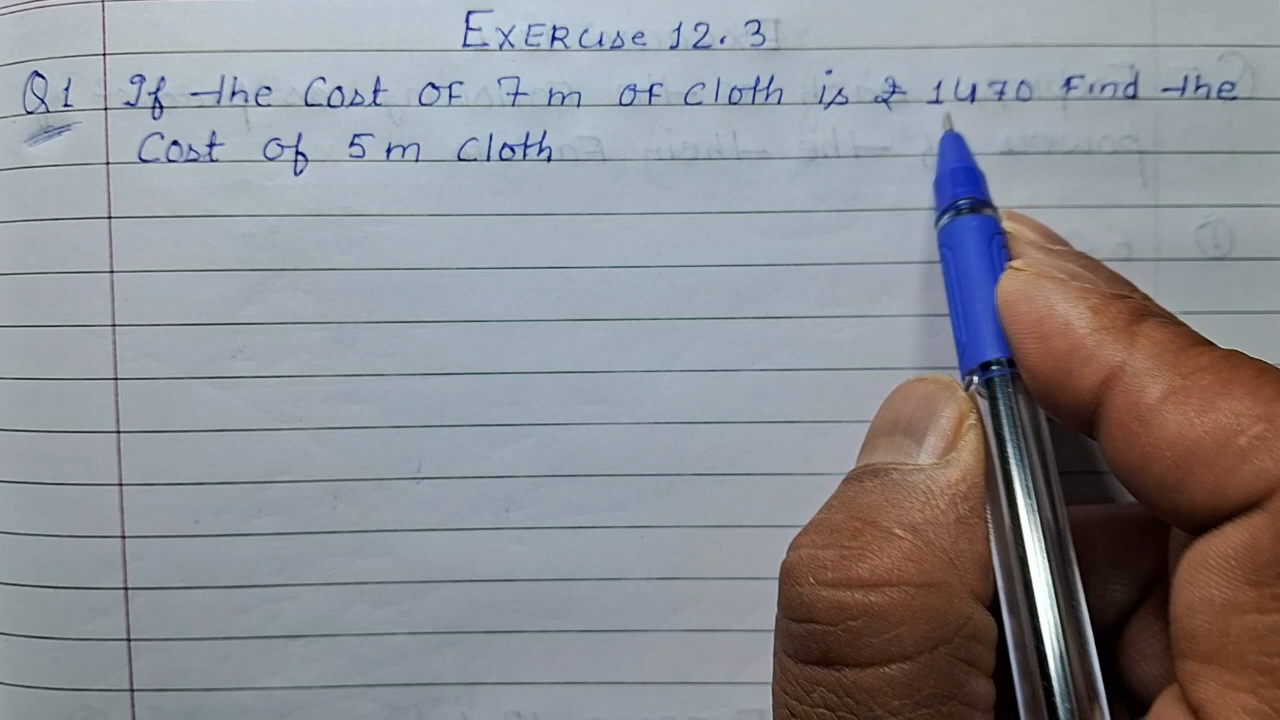 Exercise 12.3
Q1 If the Cost of 7 m of cloth is ₹ 1470 Find the
Cost of 5 m cloth